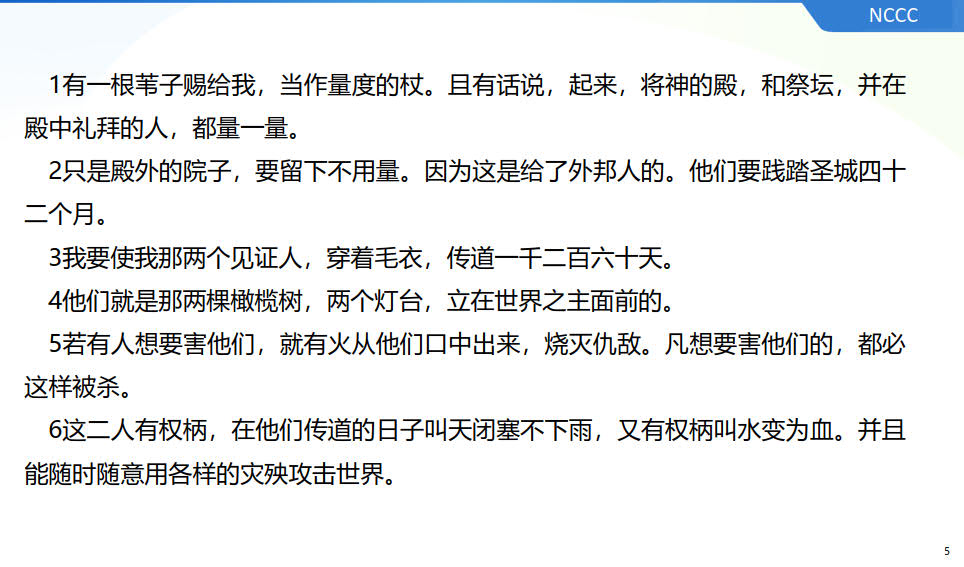 NCCC
1有一根苇子赐给我，当作量度的杖。且有话说，起来，将神的殿，和祭坛，并在
殿中礼拜的人，都量一量。
2只是殿外的院子，要留下不用量。因为这是给了外邦人的。他们要践踏圣城四十
二个月。
3我要使我那两个见证人，穿着毛衣，传道一千二百六十天。
4他们就是那两棵橄榄树，两个灯台，立在世界之主面前的。
5若有人想要害他们，就有火从他们口中出来，烧灭仇敌。凡想要害他们的，都必
这样被杀。
6这二人有权柄，在他们传道的日子叫天闭塞不下雨，又有权柄叫水变为血。并且
能随时随意用各样的灾殃攻击世界。
5